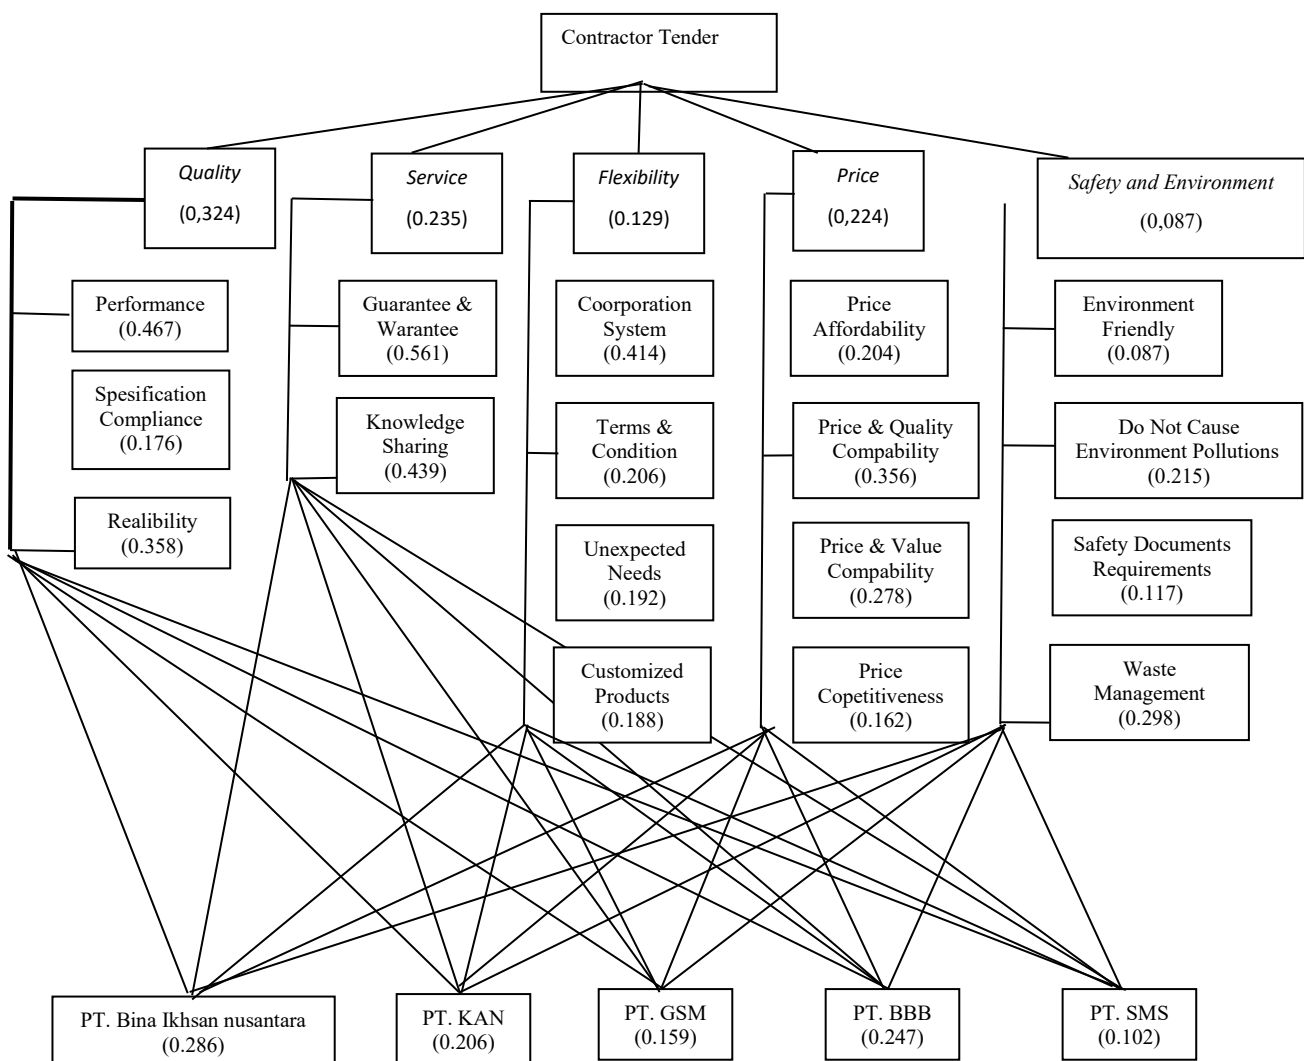 Contractor Tender
Quality
(0,324)
Service
(0.235)
Flexibility
(0.129)
Price
(0,224)
Safety and Environment
(0,087)
Performance
(0.467)
Spesification
Compliance
(0.176)
Realibility
(0.358)
Guarantee &
Warantee
(0.561)
Knowledge
Sharing
(0.439)
Coorporation
System
(0.414)
Terms &
Condition
(0.206)
Unexpected
Needs
(0.192)
Customized
Products
(0.188)
Price
Affordability
(0.204)
Price & Quality
Compability
(0.356)
Price & Value
Compability
(0.278)
Price
Copetitiveness
(0.162)
Environment
Friendly
(0.087)
Do Not Cause
Environment Pollutions
(0.215)
Safety Documents
Requirements
(0.117)
Waste
Management
(0.298)
PT. Bina Ikhsan nusantara
(0.286)
PT. KAN
(0.206)
PT. GSM
(0.159)
PT. BBB
(0.247)
PT. SMS
(0.102)